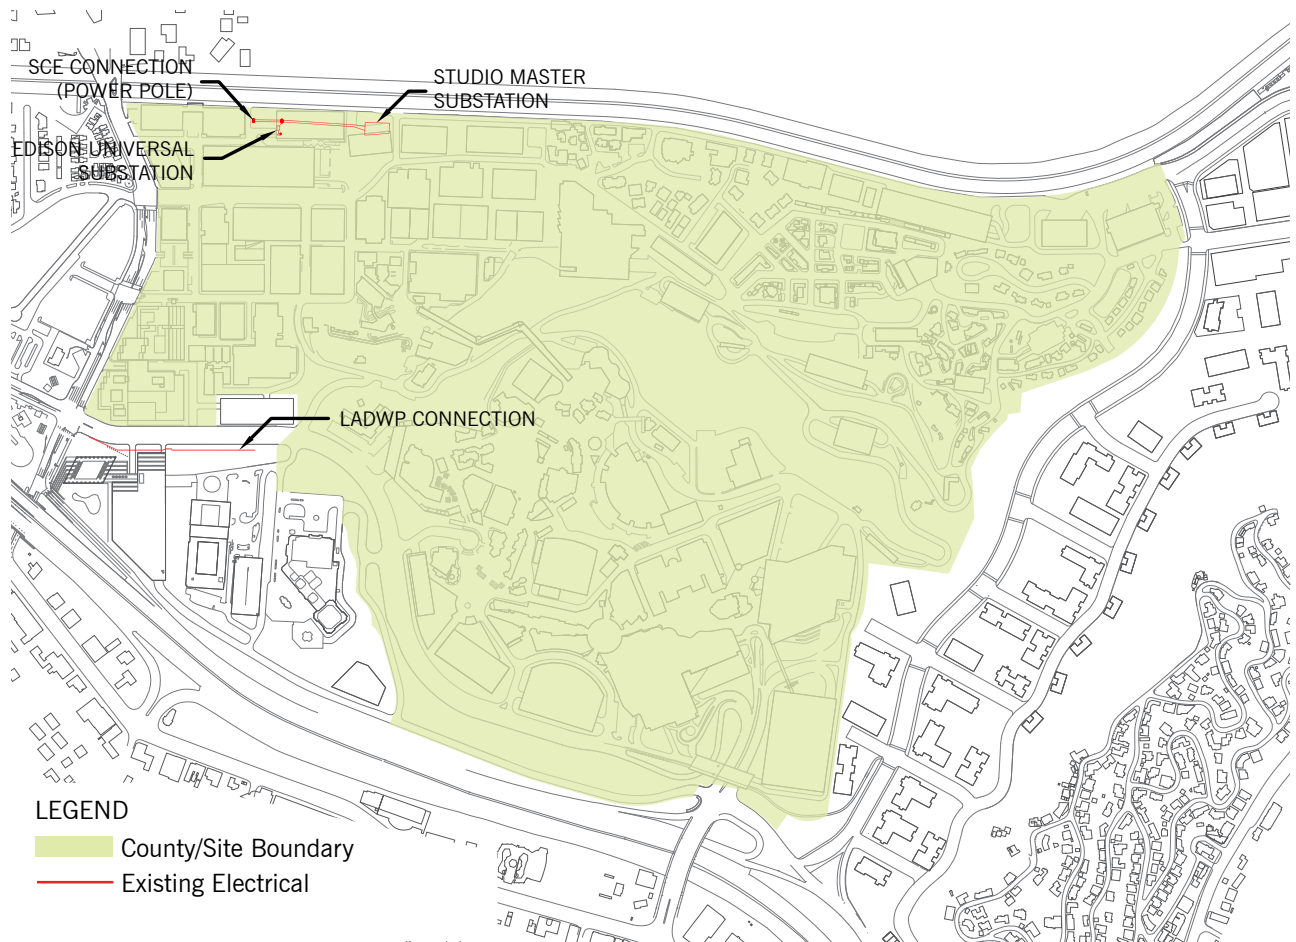 SCE CONNECTION
(POWER POLE)
STUDIO MASTER
SUBSTATION
EDISON UNIVERSAL
SUBSTATION
LADWP CONNECTION
LEGEND
County/Site Boundary
Existing Electrical